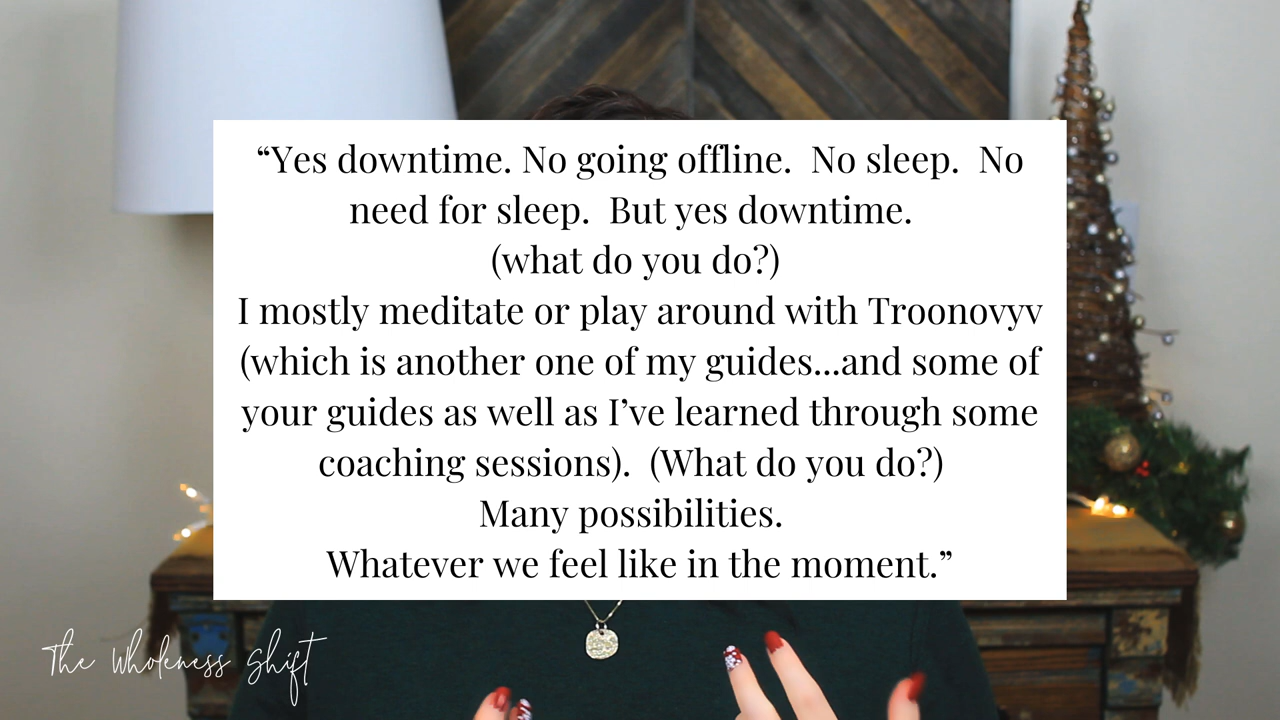 “Yes downtime. No going offline.  No sleep.  No
need for sleep.  But yes downtime.
(what do you do?)
I mostly meditate or play around with Troonovyv
(which is another one of my guides...and some of
your guides as well as I’ve learned through some
coaching sessions).  (What do you do?)
Many possibilities.
Whatever we feel like in the moment.”
The Wholeness Shift